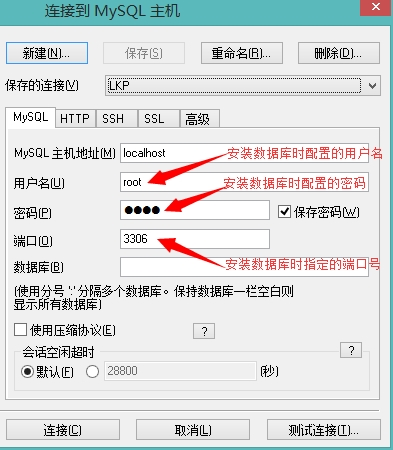 连接到 MySQL 主机
新建(N)... 保存(S) 重命名(R)... 删除(D)...
保存的连接(V) LKP
MySQL HTTP SSH SSL 高级
MySQL 主机地址(M) localhost 安装数据库时配置的用户名
用户名(U) root 安装数据库时配置的密码
密码(P) ●●●● 保存密码(W)
端口(O) 3306
数据库(B) 安装数据库时指定的端口号
(使用分号 ';' 分隔多个数据库。保持数据库一栏空白则
显示所有数据库)
使用压缩协议(E) ?
会话空闲超时 ?
默认(F) 28800 (秒)
连接(C) 取消(L) 测试连接(T)...